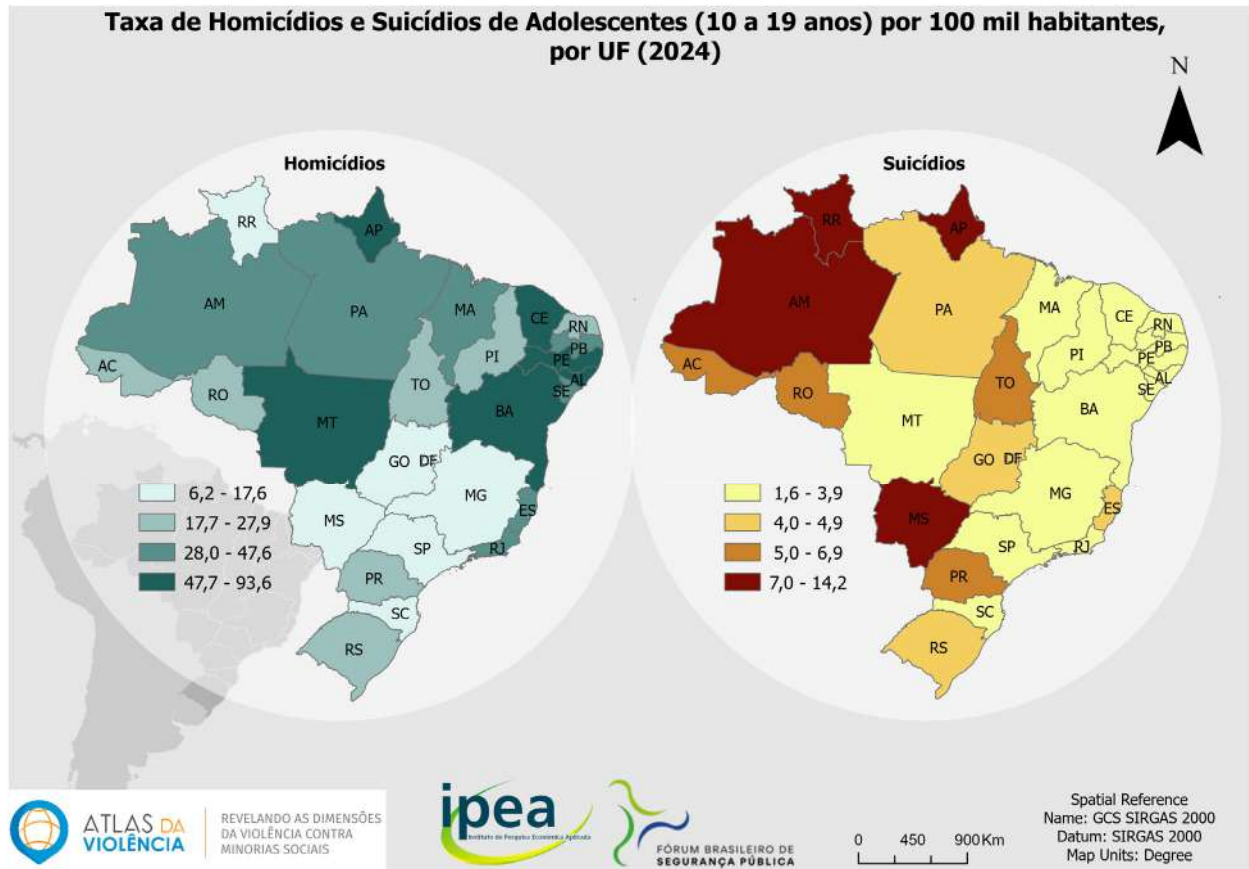 Taxa de Homicídios e Suicídios de Adolescentes (10 a 19 anos) por 100 mil habitantes,
por UF (2024)
N
Homicídios
RR
AP
AM
PA
MA
CE
RN
PB
PE
AL
SE
PI
AC
RO
TO
MT
BA
GO
DF
MG
ES
MS
SP
RJ
PR
SC
RS
6,2 - 17,6
17,7 - 27,9
28,0 - 47,6
47,7 - 93,6
Suicídios
RR
AP
AM
PA
MA
CE
RN
PB
PE
AL
SE
PI
AC
RO
TO
MT
BA
GO
DF
MG
ES
MS
SP
RJ
PR
SC
RS
1,6 - 3,9
4,0 - 4,9
5,0 - 6,9
7,0 - 14,2
ATLAS DA
VIOLÊNCIA
REVELANDO AS DIMENSÕES
DA VIOLÊNCIA CONTRA
MINORIAS SOCIAIS
ipea
Instituto de Pesquisa Econômica Aplicada
FÓRUM BRASILEIRO DE
SEGURANÇA PÚBLICA
0 450 900 Km
Spatial Reference
Name: GCS SIRGAS 2000
Datum: SIRGAS 2000
Map Units: Degree